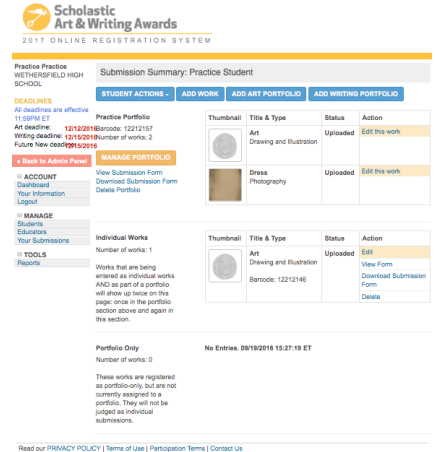 Scholastic
Art & Writing Awards
2017 ONLINE REGISTRATION SYSTEM
Practice Practice
WETHERSFIELD HIGH
SCHOOL
DEADLINES
All deadlines are effective
11:59PM ET
Art deadline: 12/12/2016
Writing deadline: 12/15/2016
Future New deadline: 12/15/2016
« Back to Admin Panel
ACCOUNT
Dashboard
Your Information
Logout
MANAGE
Students
Educators
Your Submissions
TOOLS
Reports
Submission Summary: Practice Student
STUDENT ACTIONS
ADD WORK
ADD ART PORTFOLIO
ADD WRITING PORTFOLIO
Practice Portfolio
Barcode: 12212157
Number of works: 2
MANAGE PORTFOLIO
View Submission Form
Download Submission Form
Delete Portfolio
Thumbnail Title & Type Status Action
Art Uploaded Edit this work
Drawing and Illustration
Dress Uploaded Edit this work
Photography
Individual Works
Number of works: 1
Works that are being
entered as individual works
AND as part of a portfolio
will show up twice on this
page: once in the portfolio
section above and again in
this section.
Thumbnail Title & Type Status Action
Art Uploaded Edit
Drawing and Illustration
Barcode: 12212146
View Form
Download Submission
Form
Delete
Portfolio Only
Number of works: 0
These works are registered
as portfolio-only, but are not
currently assigned to a
portfolio. They will not be
judged as individual
submissions.
No Entries. 09/19/2016 15:27:19 ET
Read our PRIVACY POLICY | Terms of Use | Participation Terms | Contact Us